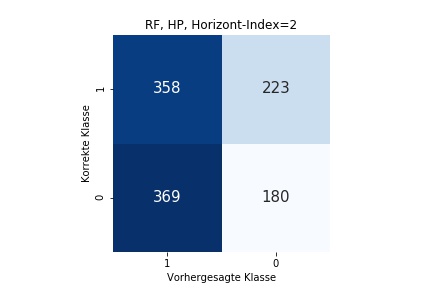 RF, HP, Horizont-Index=2
358 223
369 180
Korrekte Klasse
1
0
1 0
Vorhergesagte Klasse